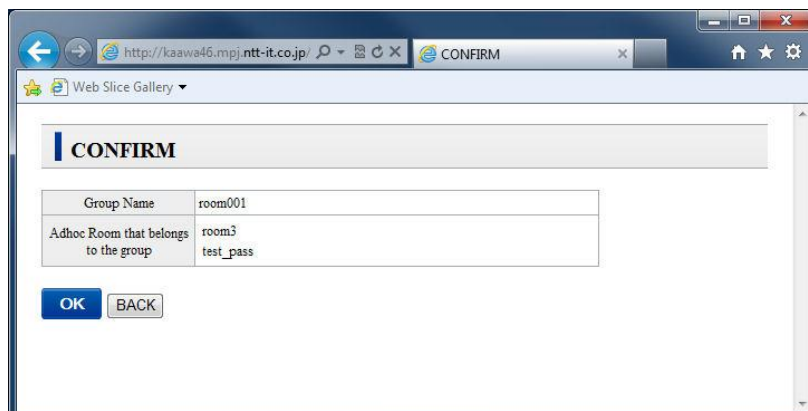 http://kaawa46.mpj.ntt-it.co.jp/
CONFIRM
Web Slice Gallery
CONFIRM
Group Name room001
Adhoc Room that belongs to the group
room3
test_pass
OK BACK